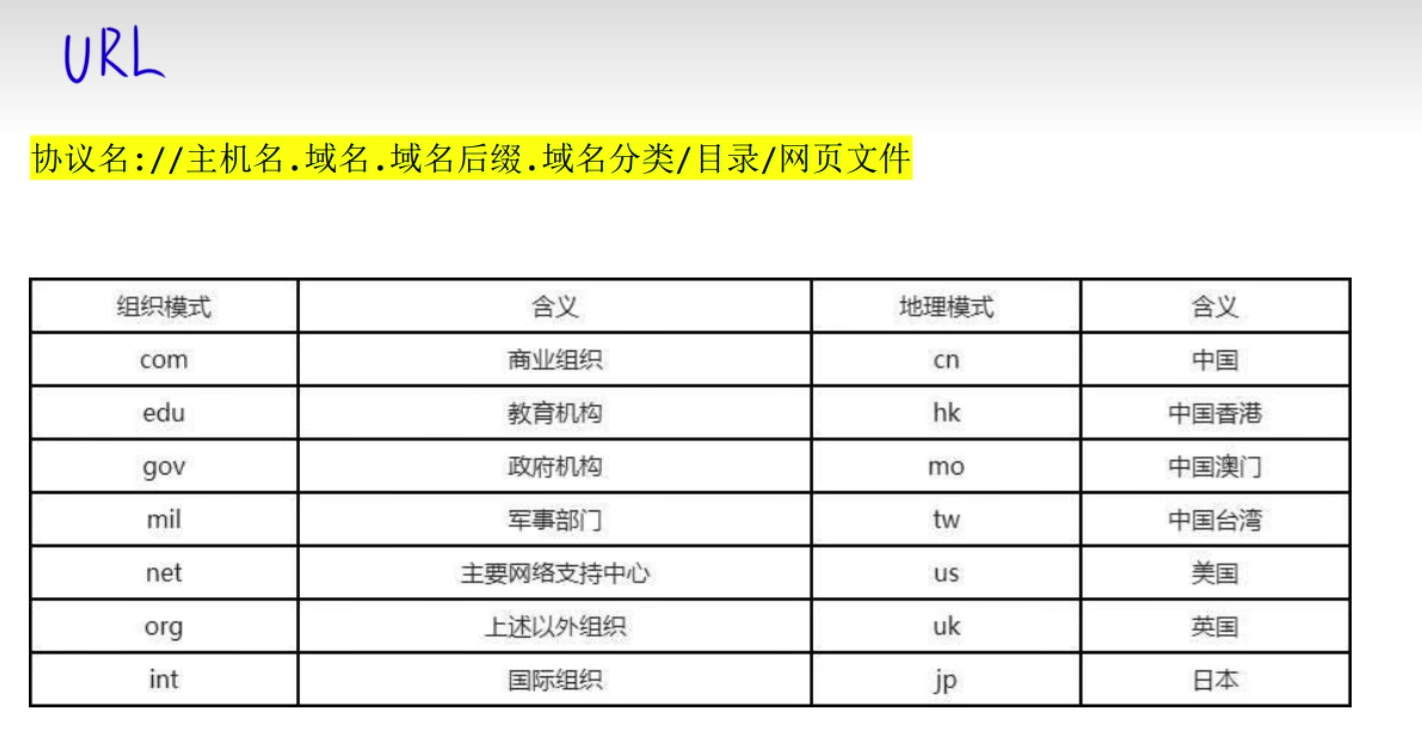 URL
协议名://主机名.域名.域名后缀.域名分类/目录/网页文件
组织模式 含义 地理模式 含义
com 商业组织 cn 中国
edu 教育机构 hk 中国香港
gov 政府机构 mo 中国澳门
mil 军事部门 tw 中国台湾
net 主要网络支持中心 us 美国
org 上述以外组织 uk 英国
int 国际组织 jp 日本